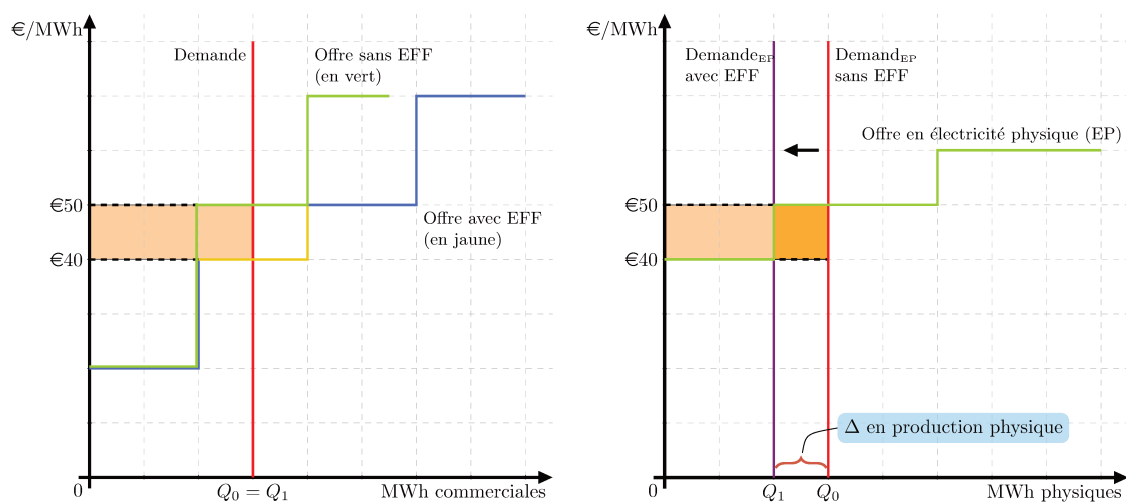 €/MWh
Demande
Offre sans EFF
(en vert)
€50
Offre avec EFF
(en jaune)
€40
0
Q₀ = Q₁
MWh commerciales
€/MWh
Demande_EP
avec EFF
Demand_EP
sans EFF
Offre en électricité physique (EP)
€50
€40
Δ en production physique
0
Q₁
Q₀
MWh physiques